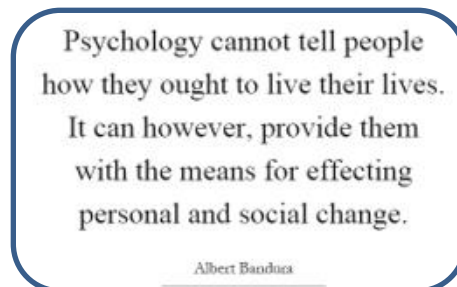 Psychology cannot tell people
how they ought to live their lives.
It can however, provide them
with the means for effecting
personal and social change.
Albert Bandura